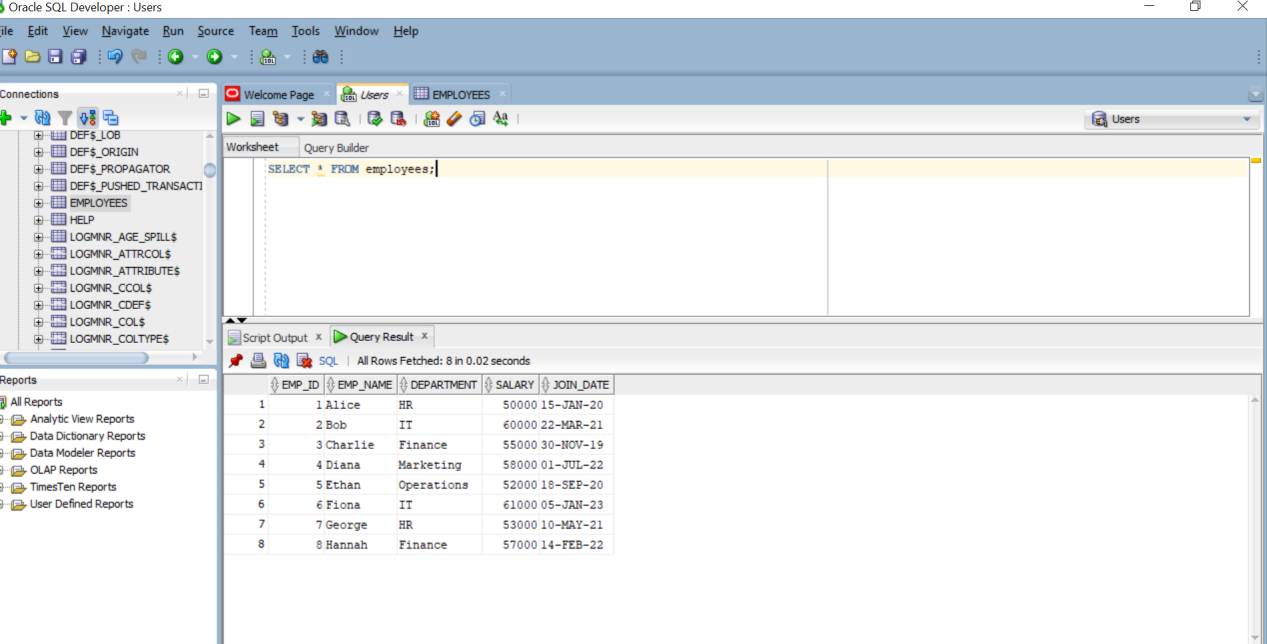 Oracle SQL Developer : Users
ile Edit View Navigate Run Source Team Tools Window Help
Connections
DEF$_LOB
DEF$_ORIGIN
DEF$_PROPAGATOR
DEF$_PUSHED_TRANSACTI
EMPLOYEES
HELP
LOGMNR_AGE_SPILL$
LOGMNR_ATTRCOL$
LOGMNR_ATTRIBUTE$
LOGMNR_CCOL$
LOGMNR_CDEF$
LOGMNR_COL$
LOGMNR_COLTYPE$
Reports
All Reports
Analytic View Reports
Data Dictionary Reports
Data Modeler Reports
OLAP Reports
TimesTen Reports
User Defined Reports
Welcome Page Users EMPLOYEES
Users
Worksheet Query Builder
SELECT * FROM employees;
Script Output x Query Result x
SQL | All Rows Fetched: 8 in 0.02 seconds
EMP_ID EMP_NAME DEPARTMENT SALARY JOIN_DATE
1 1 Alice HR 50000 15-JAN-20
2 2 Bob IT 60000 22-MAR-21
3 3 Charlie Finance 55000 30-NOV-19
4 4 Diana Marketing 58000 01-JUL-22
5 5 Ethan Operations 52000 18-SEP-20
6 6 Fiona IT 61000 05-JAN-23
7 7 George HR 53000 10-MAY-21
8 8 Hannah Finance 57000 14-FEB-22